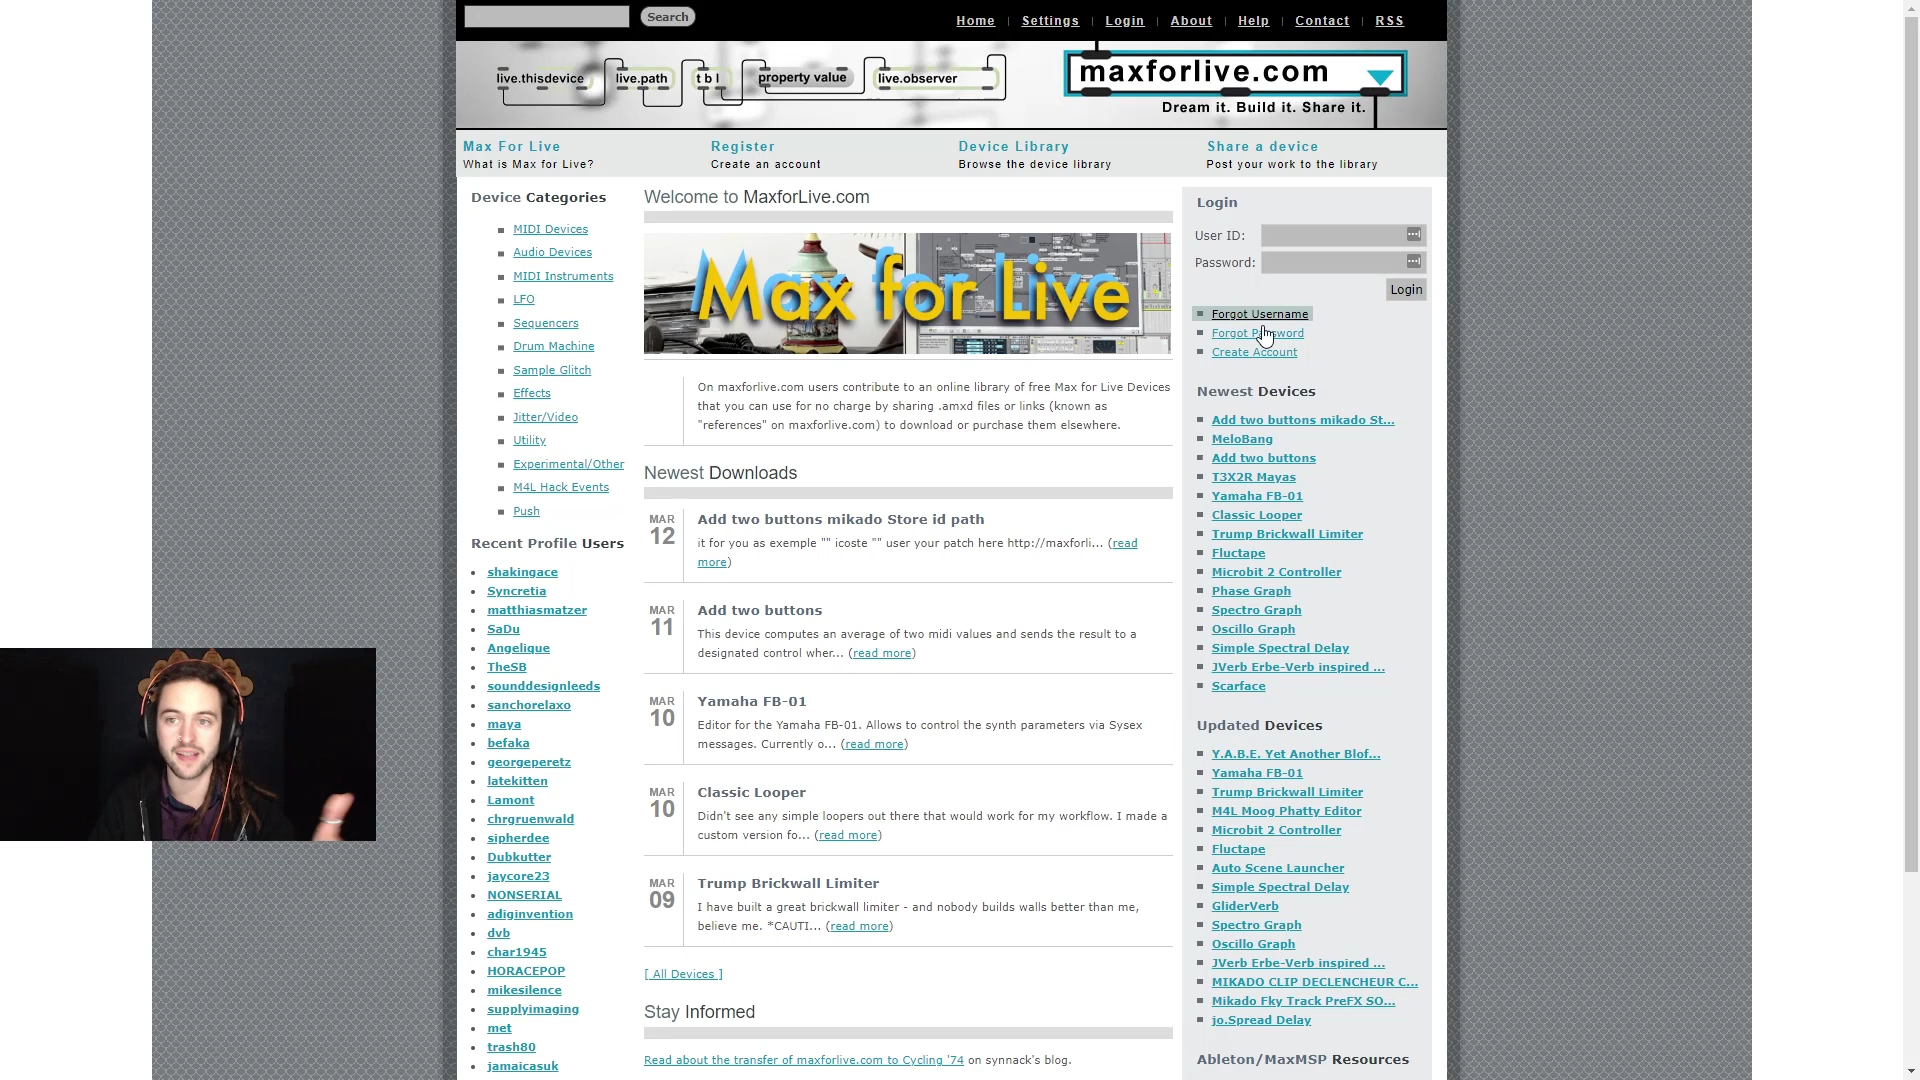 Search
Home
Settings
Login
About
Help
Contact
RSS
live.thisdevice
live.path
t b l
property value
live.observer
maxforlive.com
Dream it. Build it. Share it.
Max For Live
What is Max for Live?
Register
Create an account
Device Library
Browse the device library
Share a device
Post your work to the library
Device Categories
MIDI Devices
Audio Devices
MIDI Instruments
LFO
Sequencers
Drum Machine
Sample Glitch
Effects
Jitter/Video
Utility
Experimental/Other
M4L Hack Events
Push
Recent Profile Users
shakingace
Syncretia
matthiasmatzer
SaDu
Angelique
TheSB
sounddesignleeds
sanchorelaxo
maya
befaka
georgeperetz
latekitten
Lamont
chrgruenwald
sipherdee
Dubkutter
jaycore23
NONSERIAL
adiginvention
dvb
char1945
HORACEPOP
mikesilence
supplyimaging
met
trash80
jamaicasuk
Welcome to MaxforLive.com
Max for Live
On maxforlive.com users contribute to an online library of free Max for Live Devices
that you can use for no charge by sharing .amxd files or links (known as
"references" on maxforlive.com) to download or purchase them elsewhere.
Newest Downloads
MAR
12
Add two buttons mikado Store id path
it for you as exemple "" icoste "" user your patch here http://maxforli... (read
more)
MAR
11
Add two buttons
This device computes an average of two midi values and sends the result to a
designated control wher... (read more)
MAR
10
Yamaha FB-01
Editor for the Yamaha FB-01. Allows to control the synth parameters via Sysex
messages. Currently o... (read more)
MAR
10
Classic Looper
Didn't see any simple loopers out there that would work for my workflow. I made a
custom version fo... (read more)
MAR
09
Trump Brickwall Limiter
I have built a great brickwall limiter - and nobody builds walls better than me,
believe me. *CAUTI... (read more)
[ All Devices ]
Stay Informed
Read about the transfer of maxforlive.com to Cycling '74 on synnack's blog.
Login
User ID:
Password:
Login
Forgot Username
Forgot Password
Create Account
Newest Devices
Add two buttons mikado St...
MeloBang
Add two buttons
T3X2R Mayas
Yamaha FB-01
Classic Looper
Trump Brickwall Limiter
Fluctape
Microbit 2 Controller
Phase Graph
Spectro Graph
Oscillo Graph
Simple Spectral Delay
JVerb Erbe-Verb inspired ...
Scarface
Updated Devices
Y.A.B.E. Yet Another Blof...
Yamaha FB-01
Trump Brickwall Limiter
M4L Moog Phatty Editor
Microbit 2 Controller
Fluctape
Auto Scene Launcher
Simple Spectral Delay
GliderVerb
Spectro Graph
Oscillo Graph
JVerb Erbe-Verb inspired ...
MIKADO CLIP DECLENCHEUR C...
Mikado Fky Track PreFX SO...
jo.Spread Delay
Ableton/MaxMSP Resources